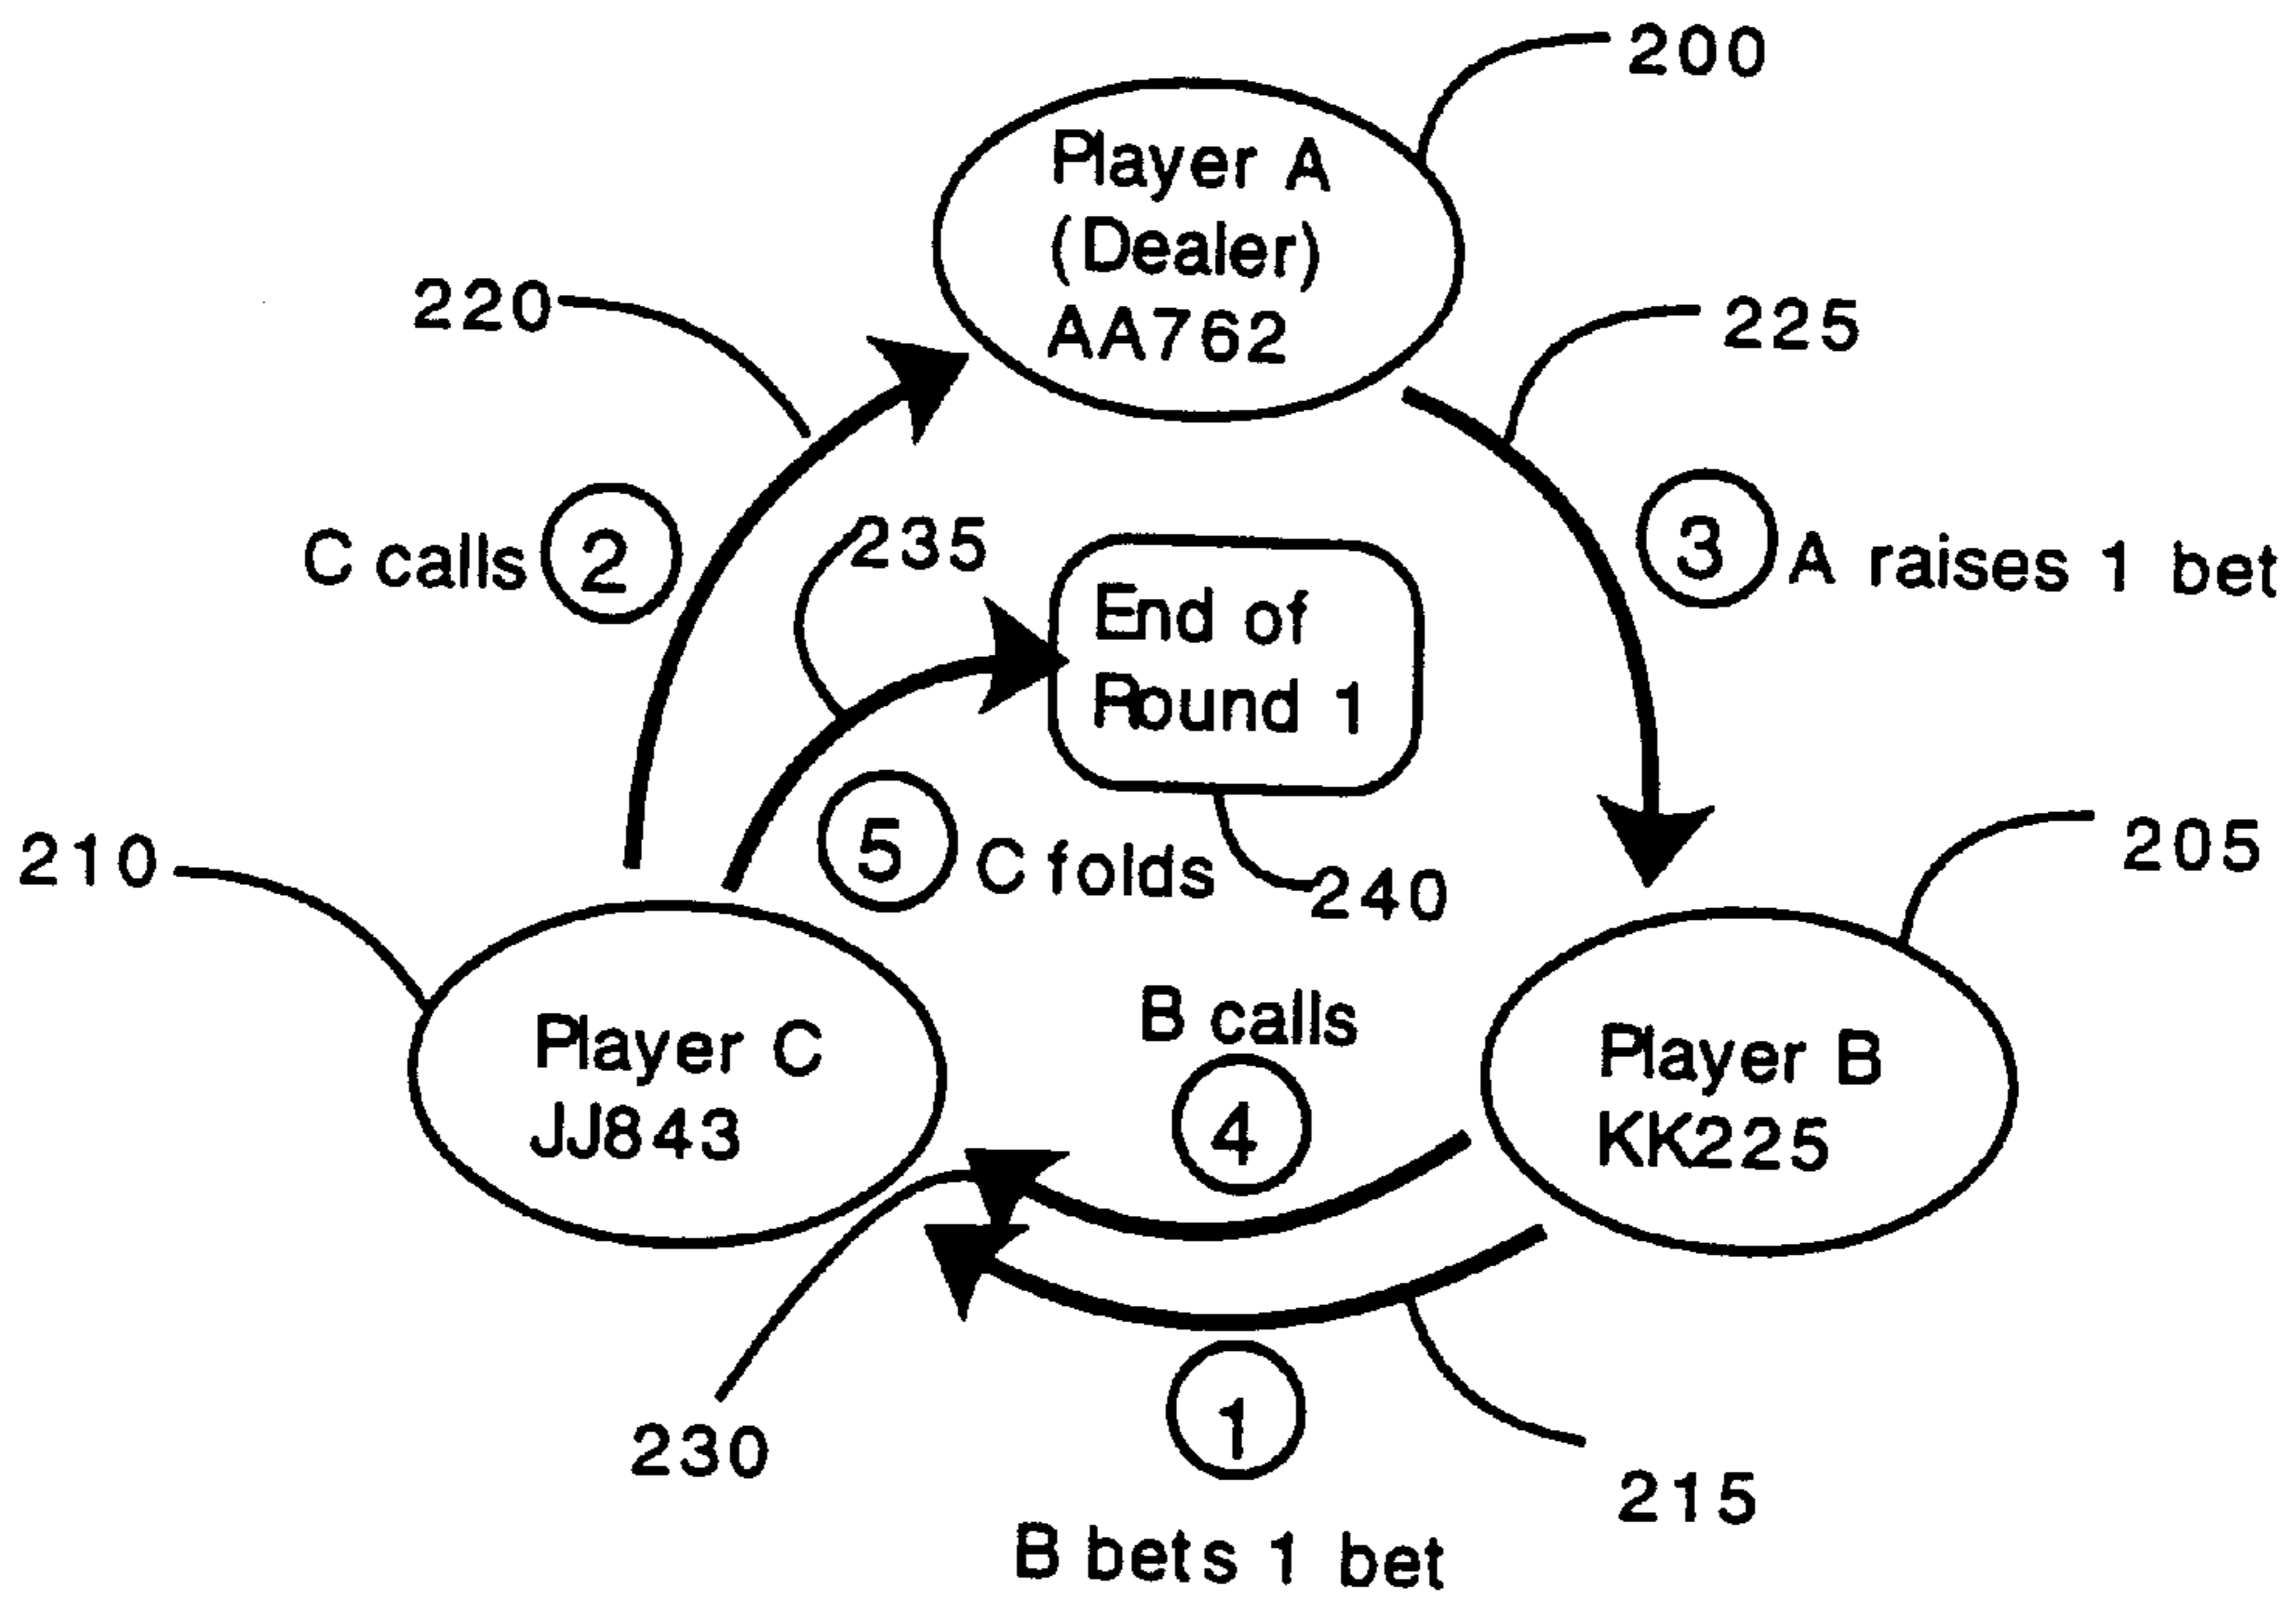 200
Player A
(Dealer)
AA762
220
225
C calls 2
3 A raises 1 bet
235
End of
Round 1
210
5 C folds
240
205
B calls
4
Player C
JJ843
Player B
KK225
230
1
215
B bets 1 bet